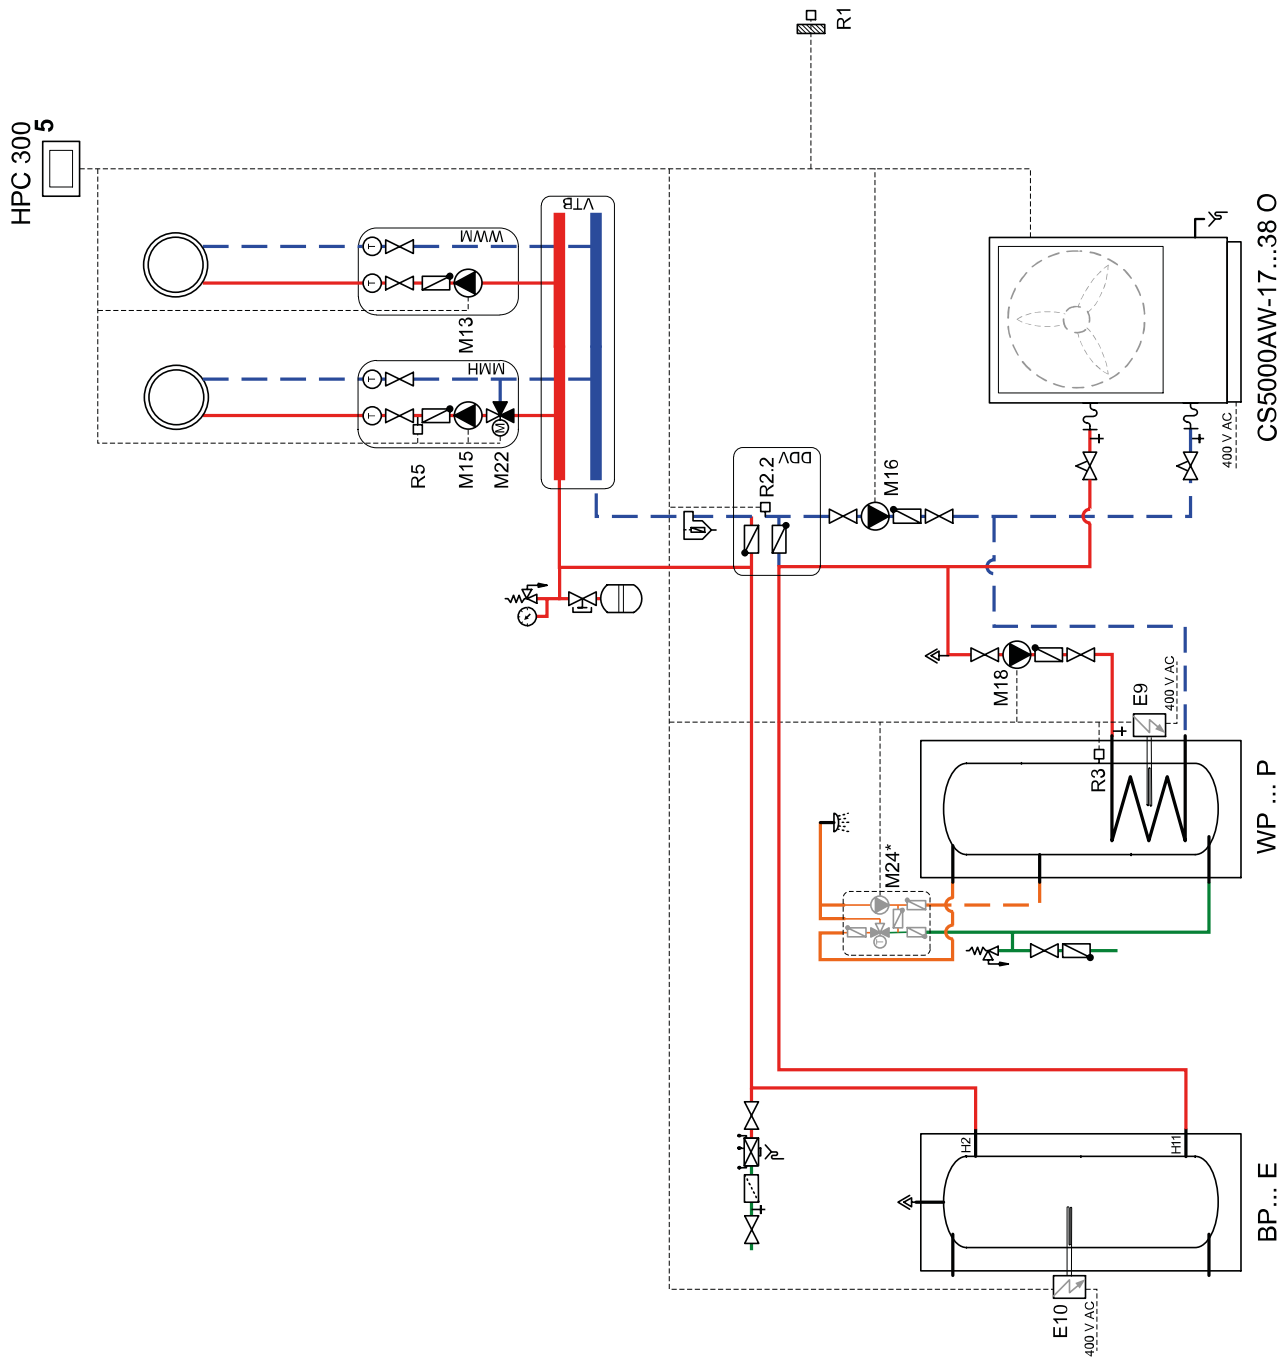 R1
HPC 300
5
VTB
WWM
M13
MMH
M
R5
M15
M22
T
T
T
T
DDV
R2.2
M16
400 V AC
CS5000AW-17...38 O
M18
E9
400 V AC
R3
M24*
T
WP ... P
H2
H11
E10
400 V AC
BP... E